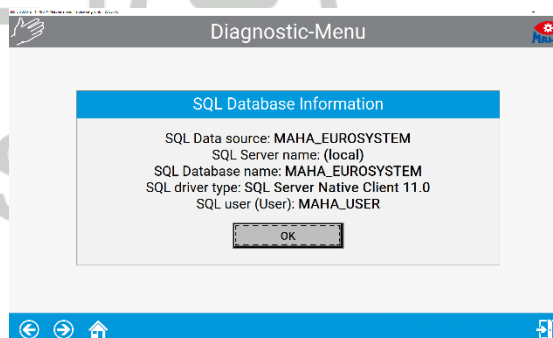 Diagnostic-Menu
MAHA
SQL Database Information
SQL Data source: MAHA_EUROSYSTEM
SQL Server name: (local)
SQL Database name: MAHA_EUROSYSTEM
SQL driver type: SQL Server Native Client 11.0
SQL user (User): MAHA_USER
OK